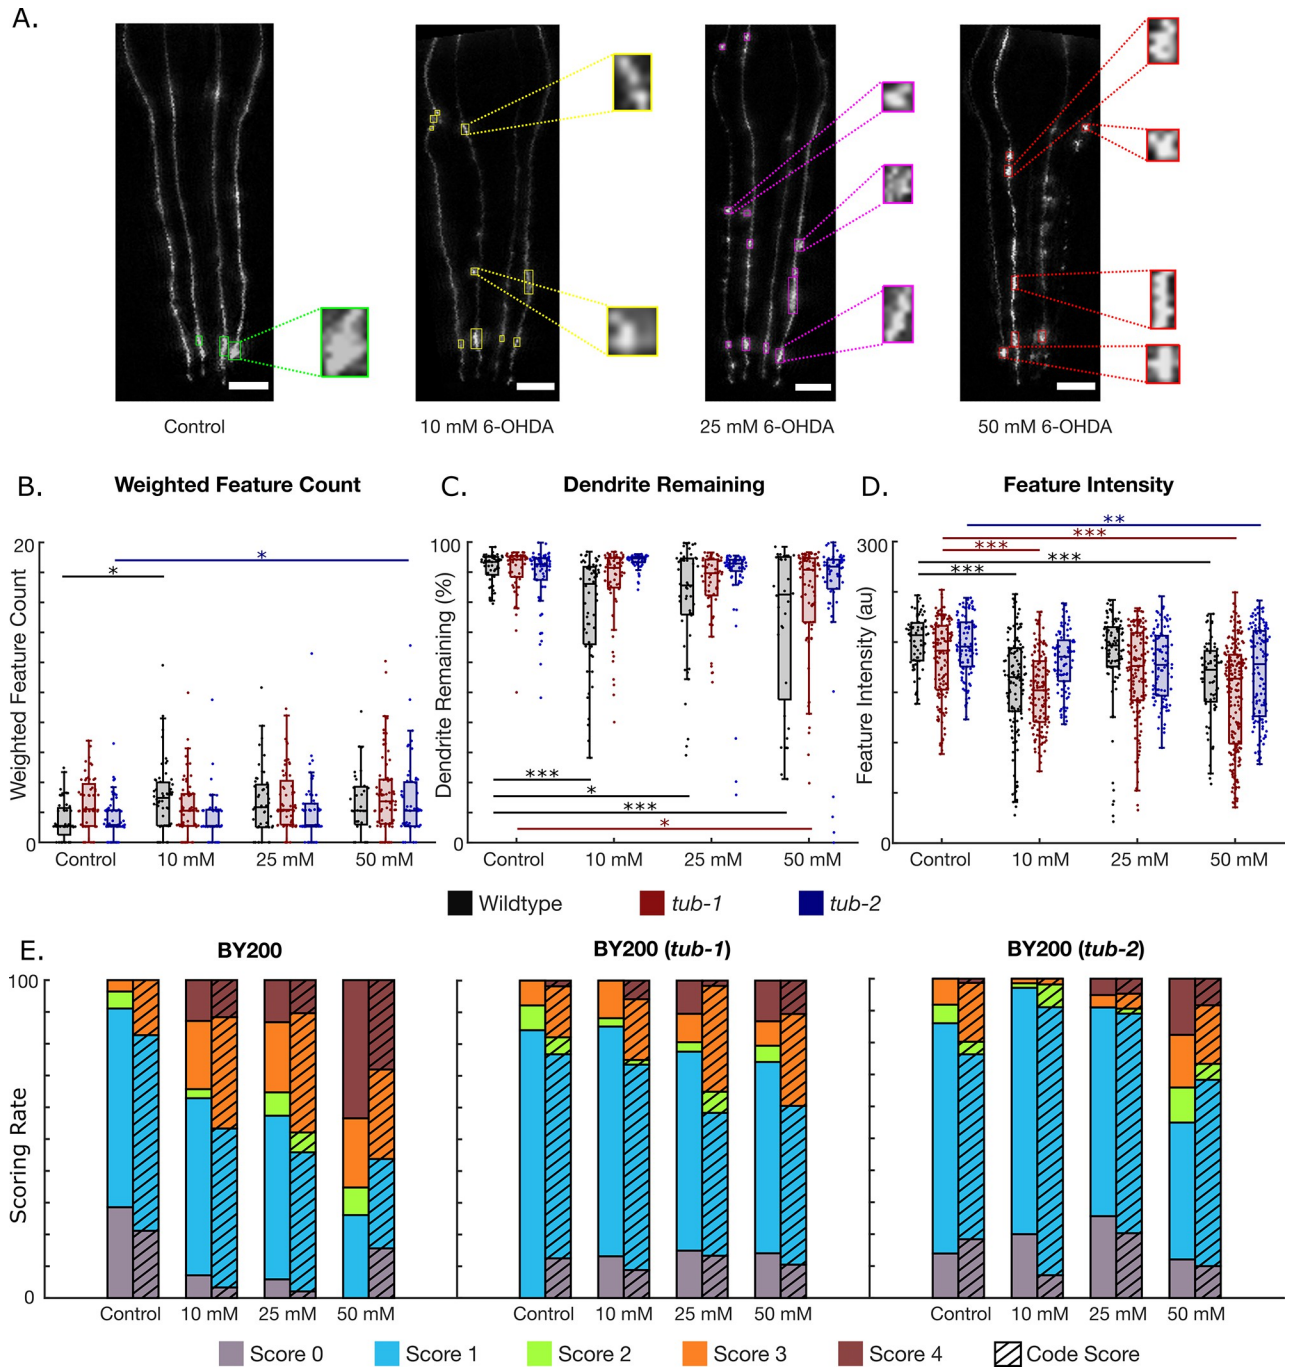 A.
Control
10 mM 6-OHDA
25 mM 6-OHDA
50 mM 6-OHDA
B.
Weighted Feature Count
C.
Dendrite Remaining
D.
Feature Intensity
Weighted Feature Count
20
0
*
*
Control
10 mM
25 mM
50 mM
Dendrite Remaining (%)
100
0
***
*
***
*
Control
10 mM
25 mM
50 mM
Feature Intensity (au)
300
0
**
***
***
***
***
Control
10 mM
25 mM
50 mM
Wildtype
tub-1
tub-2
E.
BY200
BY200 (tub-1)
BY200 (tub-2)
Scoring Rate
100
0
Control
10 mM
25 mM
50 mM
Control
10 mM
25 mM
50 mM
Control
10 mM
25 mM
50 mM
Score 0
Score 1
Score 2
Score 3
Score 4
Code Score